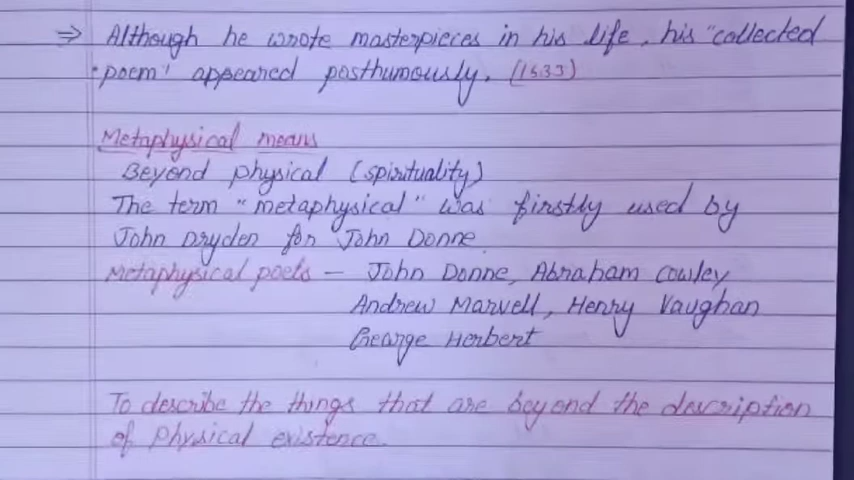 ⇒ Although he wrote masterpieces in his life, his "collected
poem" appeared posthumously. (1633)
Metaphysical means
Beyond physical (spirituality)
The term "metaphysical" was firstly used by
John Dryden for John Donne
Metaphysical poets – John Donne, Abraham Cowley,
Andrew Marvell, Henry Vaughan
George Herbert
To describe the things that are beyond the description
of physical existence.